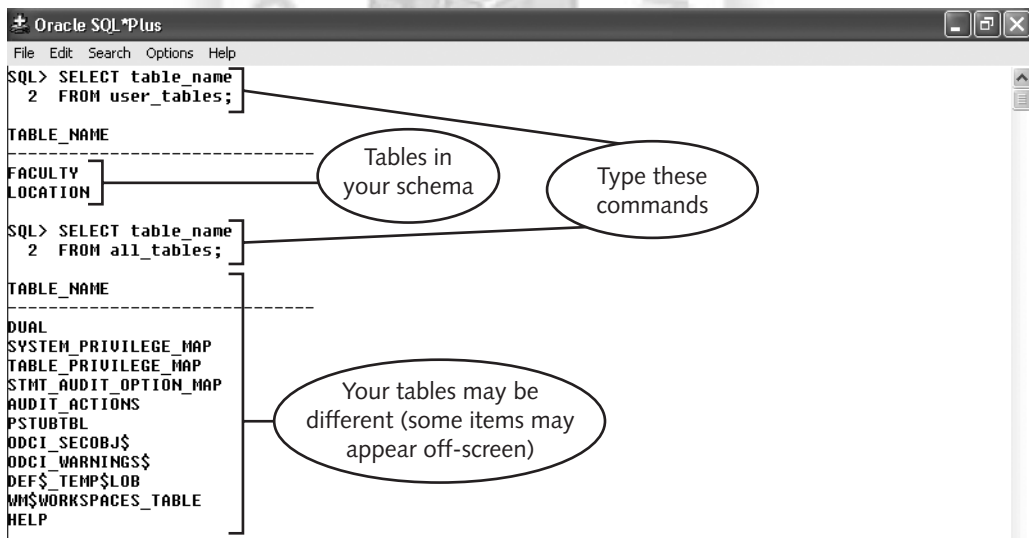 Oracle SQL*Plus
File Edit Search Options Help
SQL> SELECT table_name
2 FROM user_tables;
TABLE_NAME
------------------------------
FACULTY
LOCATION
Tables in
your schema
Type these
commands
SQL> SELECT table_name
2 FROM all_tables;
TABLE_NAME
------------------------------
DUAL
SYSTEM_PRIVILEGE_MAP
TABLE_PRIVILEGE_MAP
STMT_AUDIT_OPTION_MAP
AUDIT_ACTIONS
PSTUBTBL
ODCI_SECOBJ$
ODCI_WARNINGS$
DEF$_TEMP$LOB
WM$WORKSPACES_TABLE
HELP
Your tables may be
different (some items may
appear off-screen)